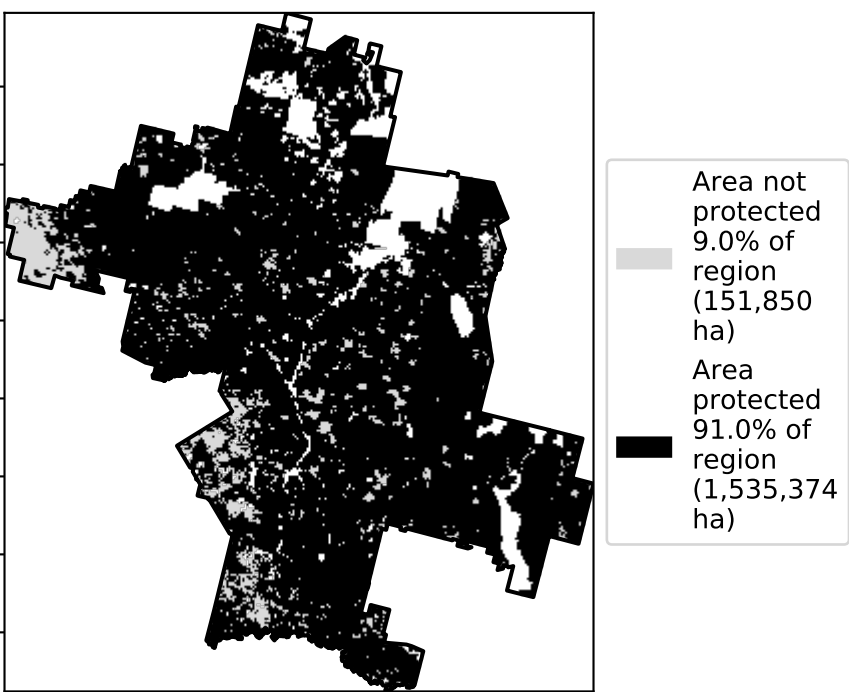 Area not
protected
9.0% of
region
(151,850
ha)
Area
protected
91.0% of
region
(1,535,374
ha)